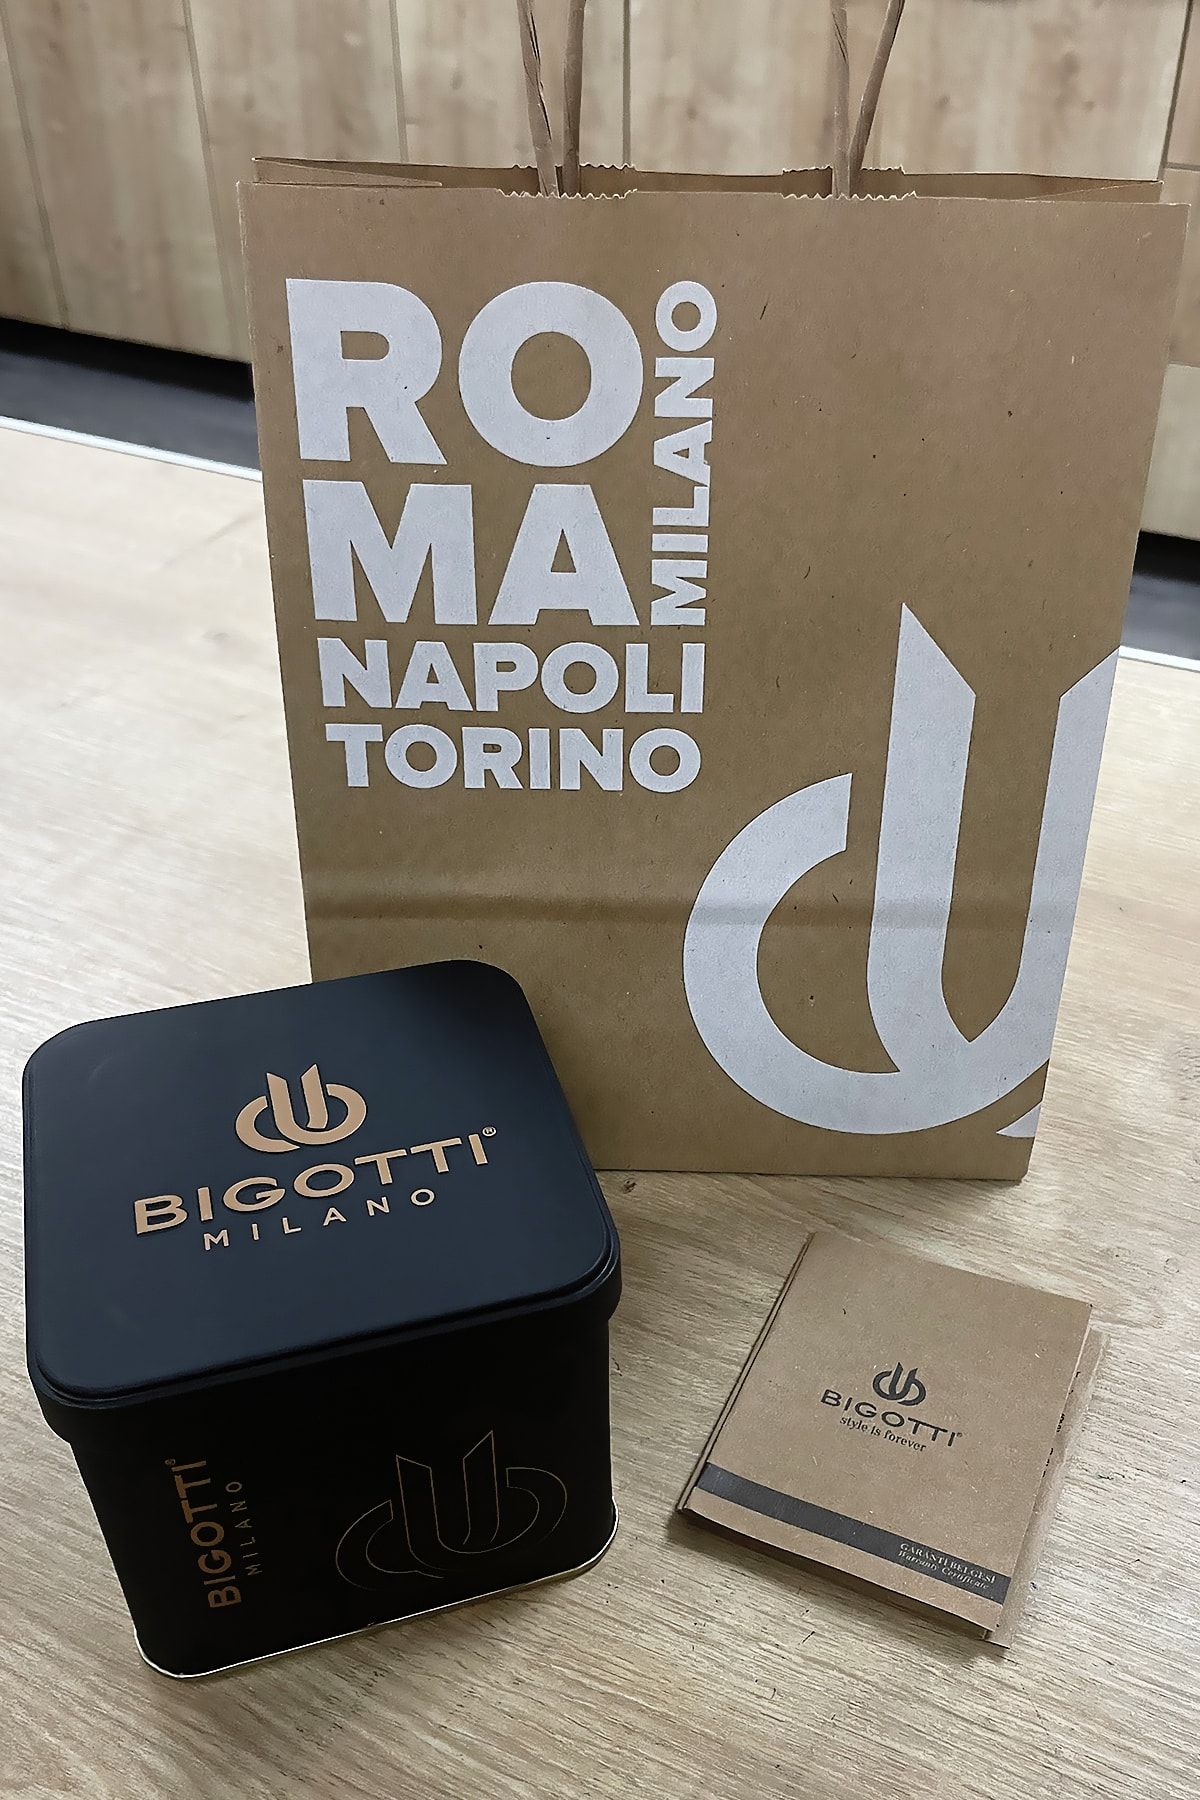 RO
MA
MILANO
NAPOLI
TORINO
BIGOTTI®
MILANO
BIGOTTI®
MILANO
BIGOTTI®
style is forever
GARANTİ BELGESİ
Warranty Certificate